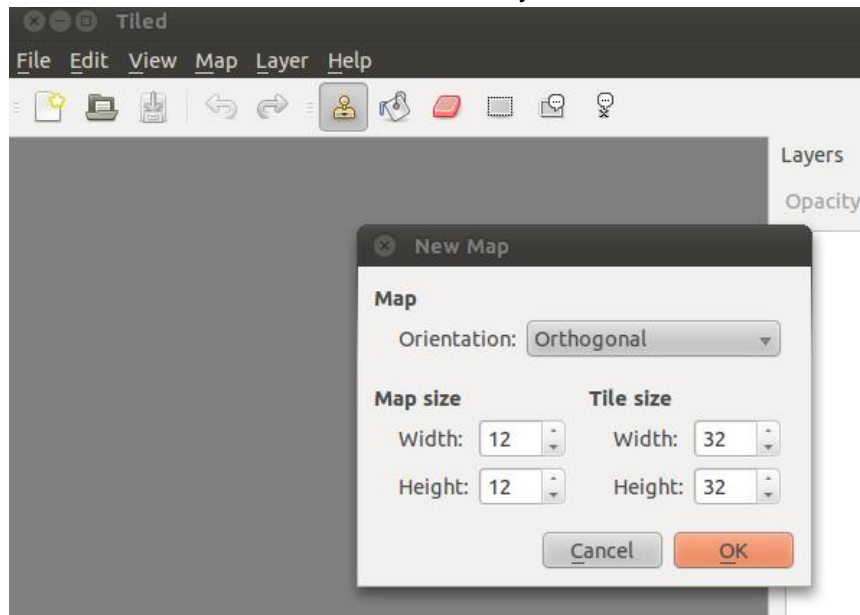 Tiled
File Edit View Map Layer Help
Layers
Opacity
New Map
Map
Orientation: Orthogonal
Map size Tile size
Width: 12 Width: 32
Height: 12 Height: 32
Cancel OK